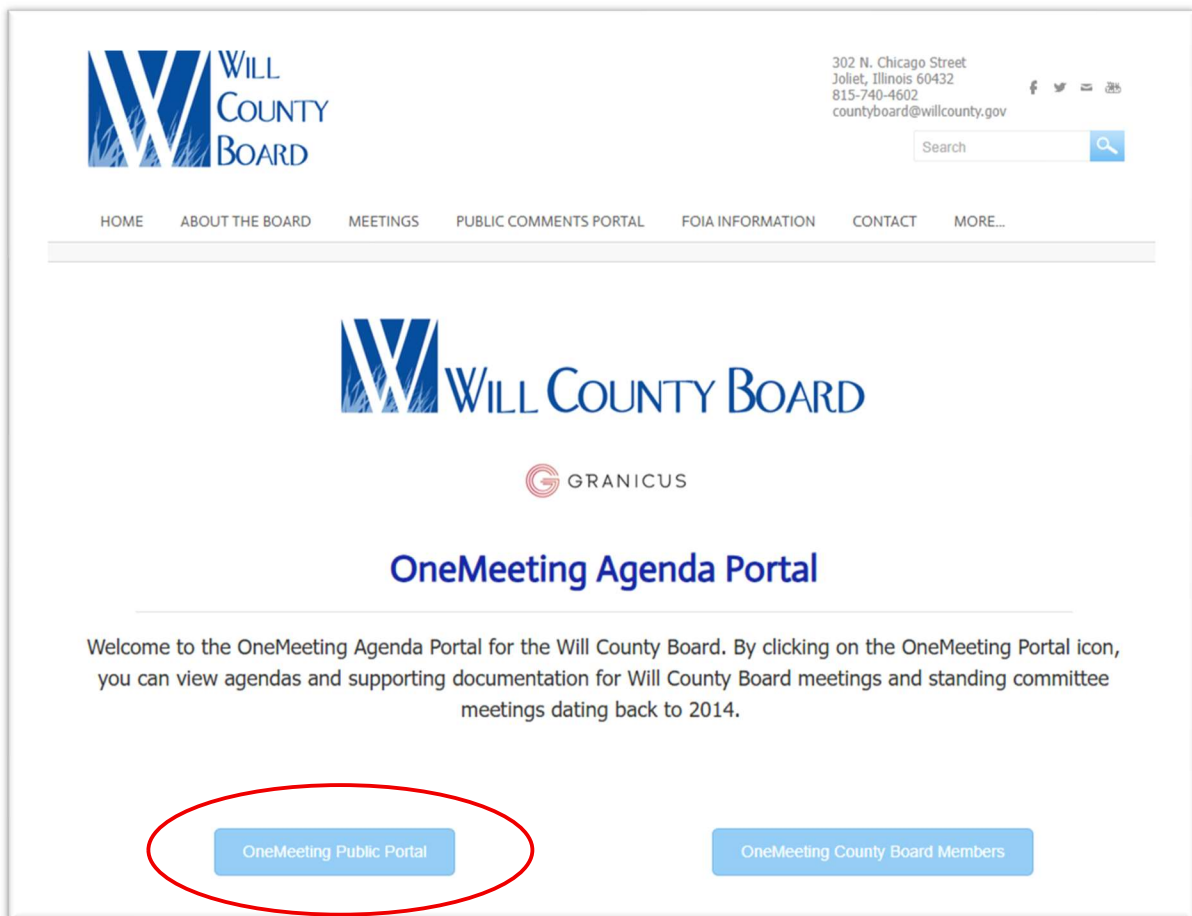 WILL
COUNTY
BOARD
302 N. Chicago Street
Joliet, Illinois 60432
815-740-4602
countyboard@willcounty.gov
Search
HOME ABOUT THE BOARD MEETINGS PUBLIC COMMENTS PORTAL FOIA INFORMATION CONTACT MORE...
WILL COUNTY BOARD
GRANICUS
OneMeeting Agenda Portal
Welcome to the OneMeeting Agenda Portal for the Will County Board. By clicking on the OneMeeting Portal icon,
you can view agendas and supporting documentation for Will County Board meetings and standing committee
meetings dating back to 2014.
OneMeeting Public Portal OneMeeting County Board Members